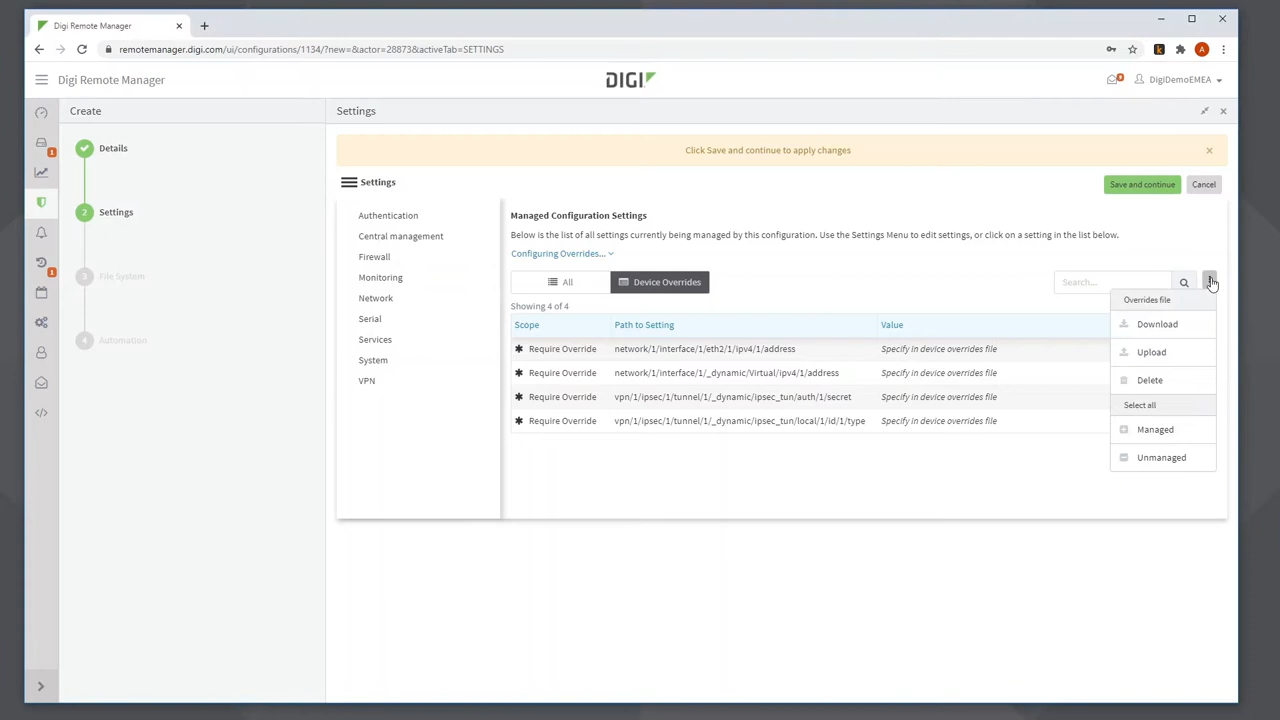 Digi Remote Manager
remotemanager.digi.com/ui/configurations/1134/?new=&actor=28873&activeTab=SETTINGS
A
Digi Remote Manager
DIGI
9
DigiDemoEMEA
Create
Settings
1
1
Details
2
Settings
3
File System
4
Automation
Click Save and continue to apply changes
Settings
Save and continue
Cancel
Authentication
Central management
Firewall
Monitoring
Network
Serial
Services
System
VPN
Managed Configuration Settings
Below is the list of all settings currently being managed by this configuration. Use the Settings Menu to edit settings, or click on a setting in the list below.
Configuring Overrides...
All
Device Overrides
Search...
Showing 4 of 4
Scope Path to Setting Value
Require Override network/1/interface/1/eth2/1/ipv4/1/address Specify in device overrides file
Require Override network/1/interface/1/_dynamic/Virtual/ipv4/1/address Specify in device overrides file
Require Override vpn/1/ipsec/1/tunnel/1/_dynamic/ipsec_tun/auth/1/secret Specify in device overrides file
Require Override vpn/1/ipsec/1/tunnel/1/_dynamic/ipsec_tun/local/1/id/1/type Specify in device overrides file
Overrides file
Download
Upload
Delete
Select all
Managed
Unmanaged